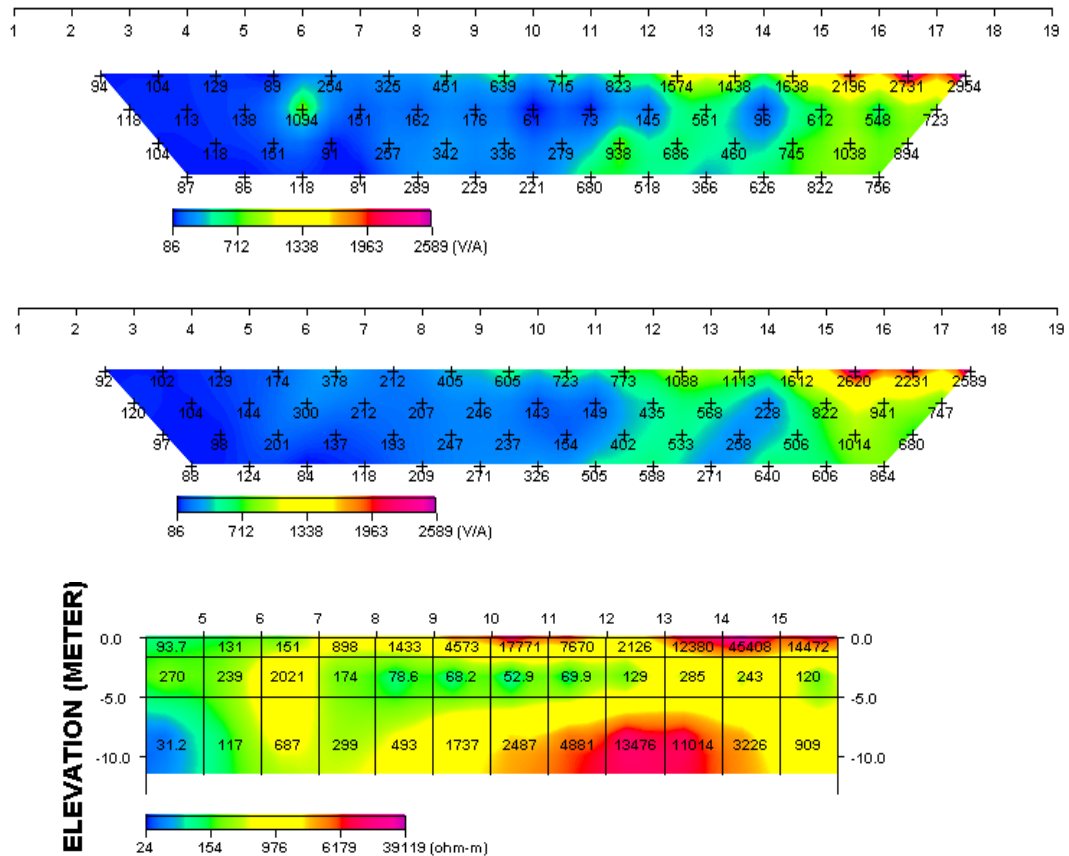 1 2 3 4 5 6 7 8 9 10 11 12 13 14 15 16 17 18 19
94 104 129 89 254 325 451 639 715 823 1574 1438 1638 2196 2731 2954
118 113 138 1094 151 162 176 61 73 145 561 96 612 548 723
104 118 151 91 257 342 336 279 938 686 460 745 1038 894
87 86 118 81 289 229 221 680 518 366 626 822 756
86 712 1338 1963 2589 (V/A)
1 2 3 4 5 6 7 8 9 10 11 12 13 14 15 16 17 18 19
92 102 129 174 378 212 405 605 723 773 1088 1113 1612 2620 2231 2589
120 104 144 300 212 207 246 143 149 435 568 228 822 941 747
97 98 201 137 193 247 237 154 402 533 258 506 1014 680
88 124 84 118 209 271 326 505 588 271 640 606 864
86 712 1338 1963 2589 (V/A)
ELEVATION (METER)
5 6 7 8 9 10 11 12 13 14 15
0.0 93.7 131 151 898 1433 4573 17771 7670 2126 12380 45408 14472 0.0
270 239 2021 174 78.6 68.2 52.9 69.9 129 285 243 120
-5.0 -5.0
31.2 117 687 299 493 1737 2487 4881 13476 11014 3226 909
-10.0 -10.0
24 154 976 6179 39119 (ohm-m)